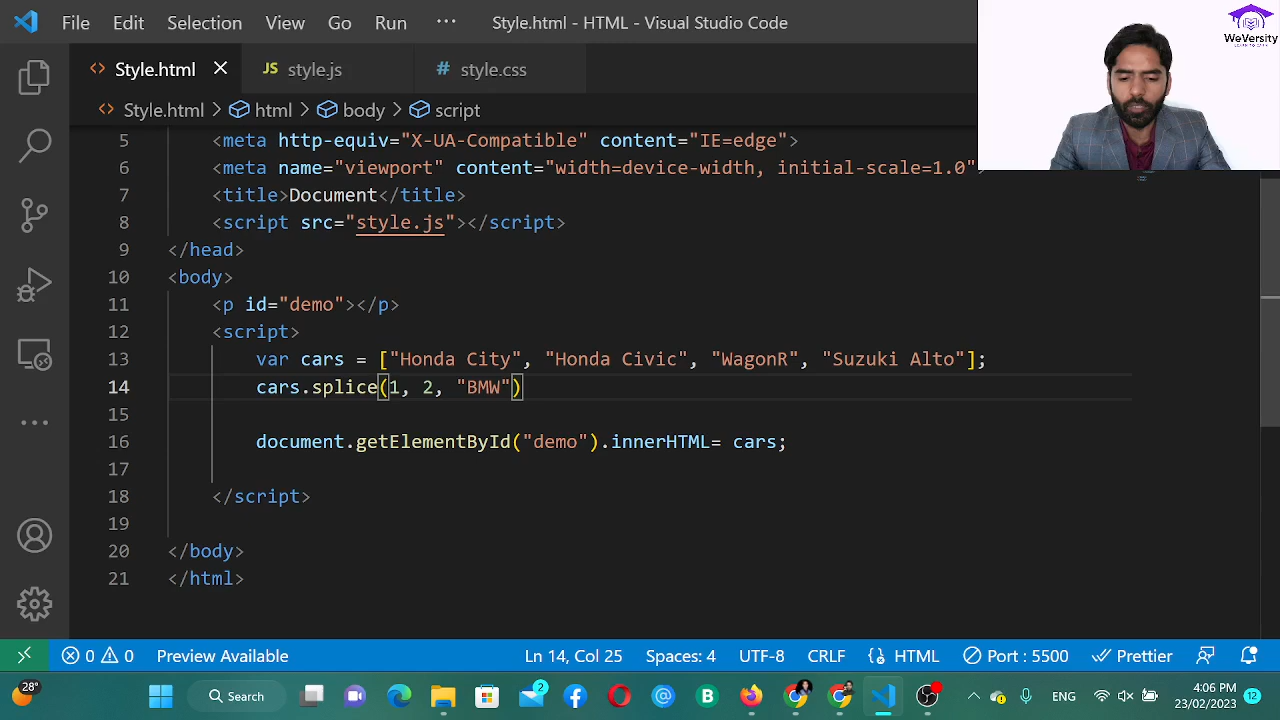 File Edit Selection View Go Run ··· Style.html - HTML - Visual Studio Code
WeVersity
Style.html style.js style.css
JS
#
Style.html > html > body > script
5 <meta http-equiv="X-UA-Compatible" content="IE=edge">
6 <meta name="viewport" content="width=device-width, initial-scale=1.0"
7 <title>Document</title>
8 <script src="style.js"></script>
9 </head>
10 <body>
11 <p id="demo"></p>
12 <script>
13 var cars = ["Honda City", "Honda Civic", "WagonR", "Suzuki Alto"];
14 cars.splice(1, 2, "BMW")
15
16 document.getElementById("demo").innerHTML= cars;
17
18 </script>
19
20 </body>
21 </html>
0 0 Preview Available Ln 14, Col 25 Spaces: 4 UTF-8 CRLF {} HTML Port : 5500 Prettier
28° Search 2 B ENG 4:06 PM 12
23/02/2023